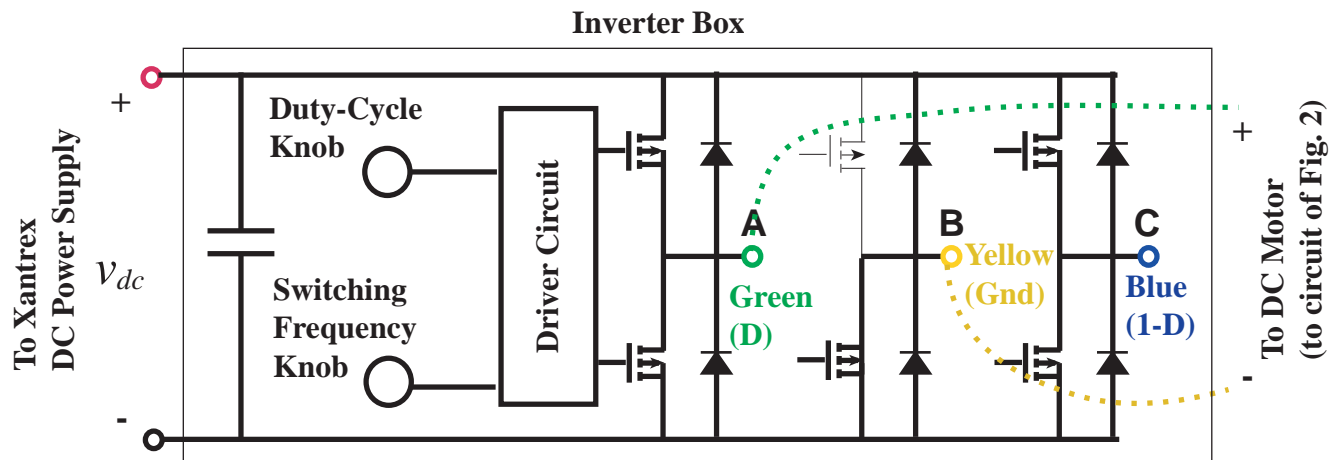 Inverter Box
To Xantrex
DC Power Supply
+
v_dc
-
Duty-Cycle
Knob
Switching
Frequency
Knob
Driver Circuit
A
Green
(D)
B
Yellow
(Gnd)
C
Blue
(1-D)
+
-
To DC Motor
(to circuit of Fig. 2)